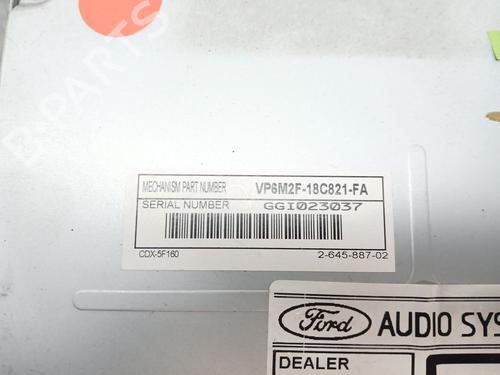 B-PARTS
MECHANISM PART NUMBER VP6M2F-18C821-FA
SERIAL NUMBER GGI023037
CDX-5F160 2-645-887-02
Ford AUDIO SYS
DEALER